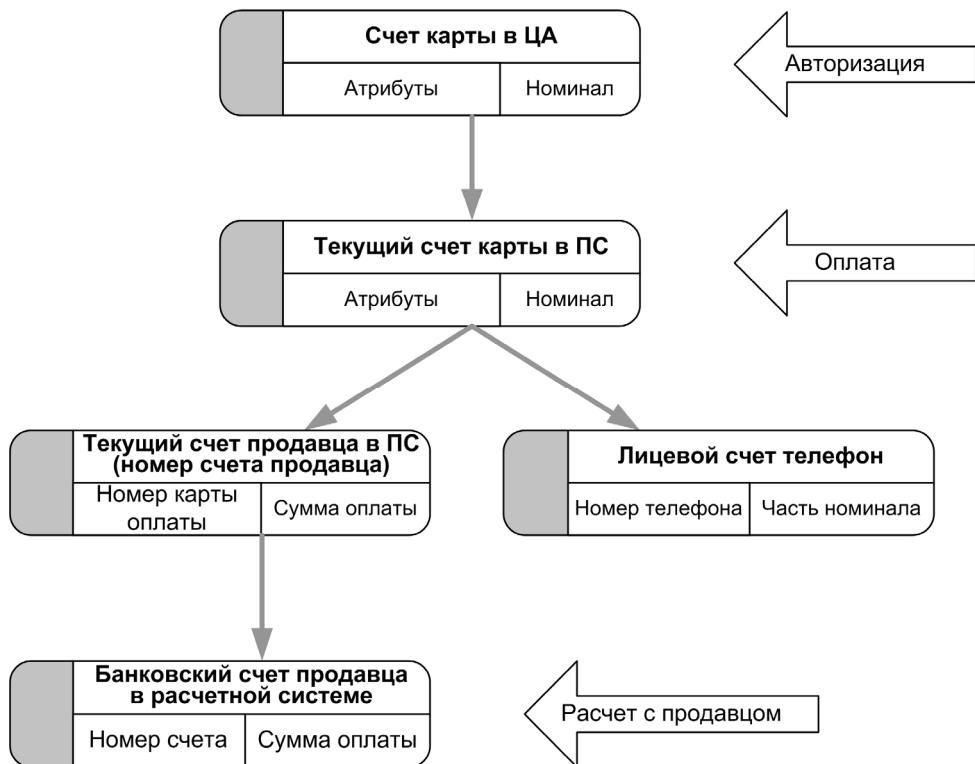 Счет карты в ЦА
Атрибуты
Номинал
Авторизация
Текущий счет карты в ПС
Атрибуты
Номинал
Оплата
Текущий счет продавца в ПС
(номер счета продавца)
Номер карты
оплаты
Сумма оплаты
Лицевой счет телефон
Номер телефона
Часть номинала
Банковский счет продавца
в расчетной системе
Номер счета
Сумма оплаты
Расчет с продавцом